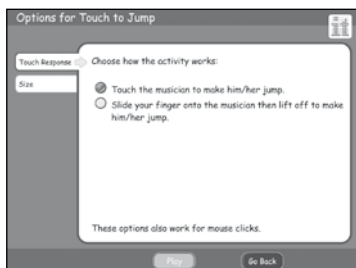 Options for Touch to Jump
it
Touch Response
Choose how the activity works:
Size
Touch the musician to make him/her jump.
Slide your finger onto the musician then lift off to make
him/her jump.
These options also work for mouse clicks.
Play
Go Back